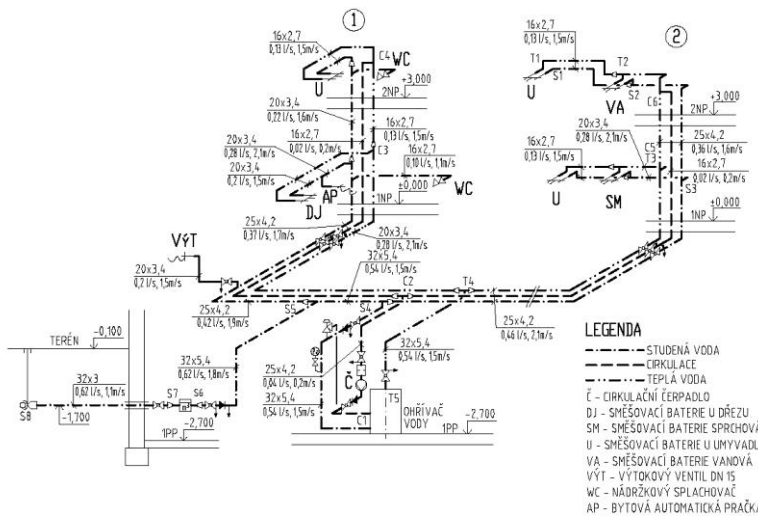 1
16x2,7
0,13 l/s, 1,5m/s
U
C4
WC
+3,000
2NP
20x3,4
0,22 l/s, 1,6m/s
16x2,7
0,02 l/s, 0,2m/s
16x2,7
0,13 l/s, 1,5m/s
C3
20x3,4
0,28 l/s, 2,1m/s
20x3,4
0,2 l/s, 1,5m/s
16x2,7
0,10 l/s, 1,1m/s
AP
DJ
WC
±0,000
1NP
25x4,2
0,37 l/s, 1,7m/s
20x3,4
0,28 l/s, 2,1m/s
VÝT
20x3,4
0,2 l/s, 1,5m/s
32x5,4
0,54 l/s, 1,5m/s
25x4,2
0,42 l/s, 1,9m/s
S5
S4
C2
T4
25x4,2
0,46 l/s, 2,1m/s
2
16x2,7
0,13 l/s, 1,5m/s
T1
S1
T2
S2
U
VA
C6
+3,000
2NP
20x3,4
0,28 l/s, 2,1m/s
25x4,2
0,36 l/s, 1,6m/s
16x2,7
0,13 l/s, 1,5m/s
C5
T3
16x2,7
0,02 l/s, 0,2m/s
S3
U
SM
±0,000
1NP
TERÉN
-0,100
32x3
0,62 l/s, 1,1m/s
S8
-1,700
S7
S6
32x5,4
0,62 l/s, 1,8m/s
-2,700
1PP
25x4,2
0,04 l/s, 0,2m/s
32x5,4
0,54 l/s, 1,5m/s
Č
C1
32x5,4
0,54 l/s, 1,5m/s
T5
OHŘÍVAČ
VODY
-2,700
1PP
LEGENDA
STUDENÁ VODA
CIRKULACE
TEPLÁ VODA
Č - CIRKULAČNÍ ČERPADLO
DJ - SMĚŠOVACÍ BATERIE U DŘEZU
SM - SMĚŠOVACÍ BATERIE SPRCHOVÁ
U - SMĚŠOVACÍ BATERIE U UMYVADL
VA - SMĚŠOVACÍ BATERIE VANOVÁ
VÝT - VÝTOKOVÝ VENTIL DN 15
WC - NÁDRŽKOVÝ SPLACHOVAČ
AP - BYTOVÁ AUTOMATICKÁ PRAČKA